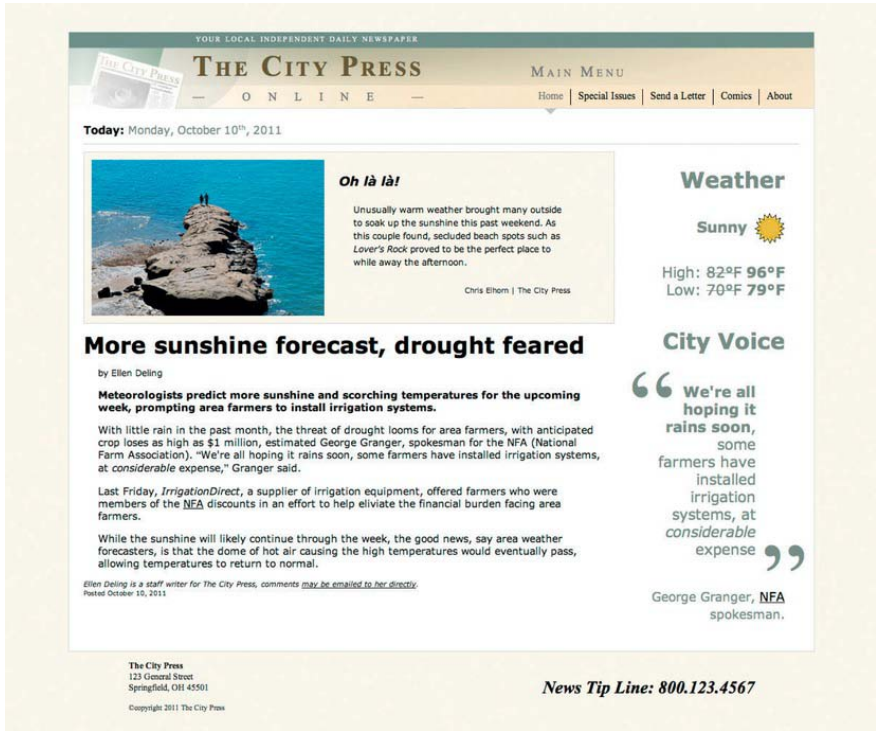 YOUR LOCAL INDEPENDENT DAILY NEWSPAPER
THE CITY PRESS
THE CITY PRESS
— O N L I N E —
MAIN MENU
Home | Special Issues | Send a Letter | Comics | About
Today: Monday, October 10th, 2011
Oh là là!
Unusually warm weather brought many outside
to soak up the sunshine this past weekend. As
this couple found, secluded beach spots such as
Lover's Rock proved to be the perfect place to
while away the afternoon.
Chris Elhorn | The City Press
More sunshine forecast, drought feared
by Ellen Deling
Meteorologists predict more sunshine and scorching temperatures for the upcoming
week, prompting area farmers to install irrigation systems.
With little rain in the past month, the threat of drought looms for area farmers, with anticipated
crop loses as high as $1 million, estimated George Granger, spokesman for the NFA (National
Farm Association). "We're all hoping it rains soon, some farmers have installed irrigation systems,
at considerable expense," Granger said.
Last Friday, IrrigationDirect, a supplier of irrigation equipment, offered farmers who were
members of the NFA discounts in an effort to help eliviate the financial burden facing area
farmers.
While the sunshine will likely continue through the week, the good news, say area weather
forecasters, is that the dome of hot air causing the high temperatures would eventually pass,
allowing temperatures to return to normal.
Ellen Deling is a staff writer for The City Press, comments may be emailed to her directly.
Posted October 10, 2011
Weather
Sunny
High: 82ºF 96°F
Low: 70ºF 79°F
City Voice
“ We're all
hoping it
rains soon,
some
farmers have
installed
irrigation
systems, at
considerable
expense ”
George Granger, NFA
spokesman.
The City Press
123 General Street
Springfield, OH 45501
©copyright 2011 The City Press
News Tip Line: 800.123.4567